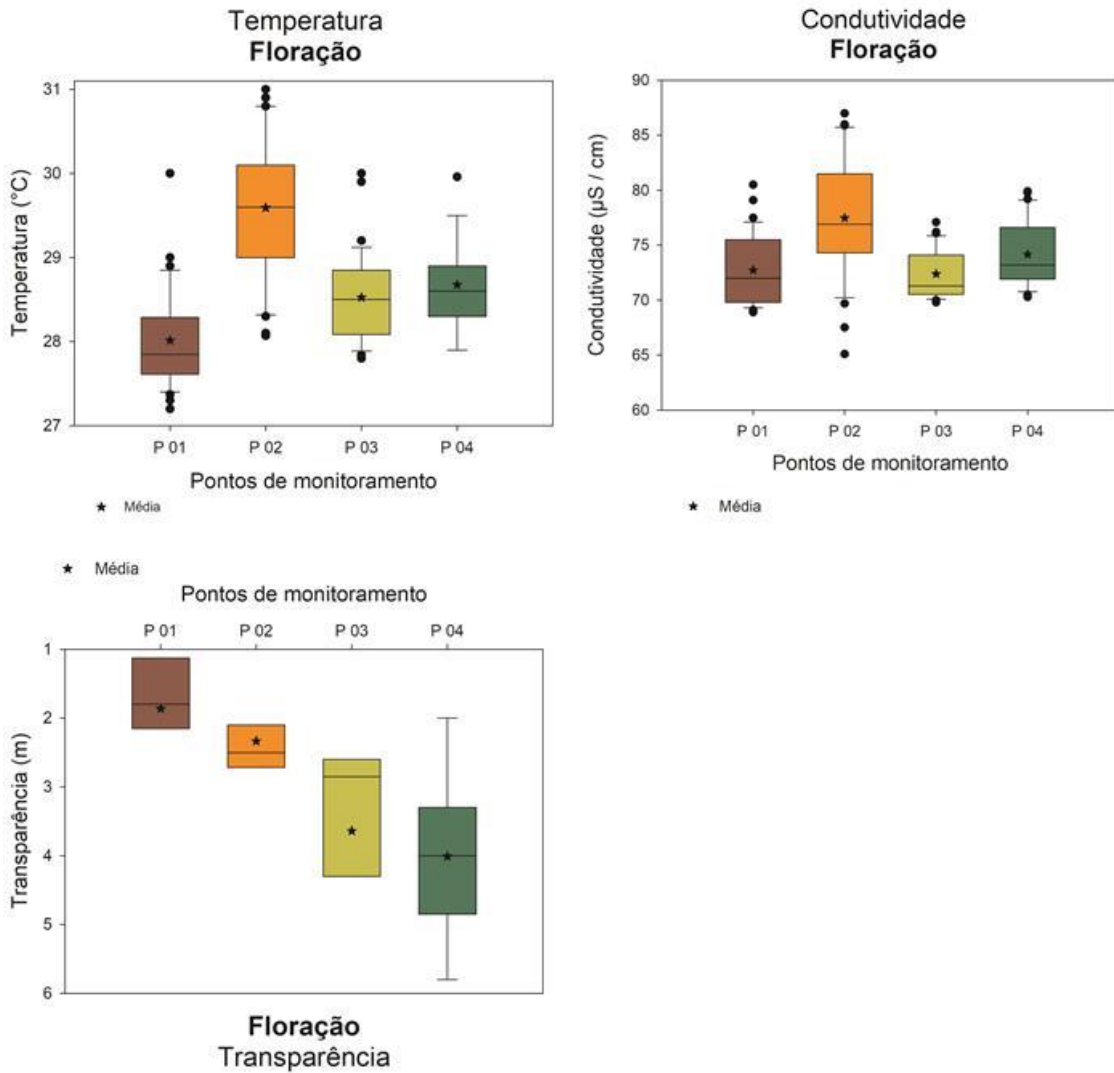 Temperatura
Floração
Temperatura (°C)
31
30
29
28
27
P 01 P 02 P 03 P 04
Pontos de monitoramento
★ Média
Condutividade
Floração
Condutividade (µS / cm)
90
85
80
75
70
65
60
P 01 P 02 P 03 P 04
Pontos de monitoramento
★ Média
★ Média
Pontos de monitoramento
P 01 P 02 P 03 P 04
Transparência (m)
1
2
3
4
5
6
Floração
Transparência